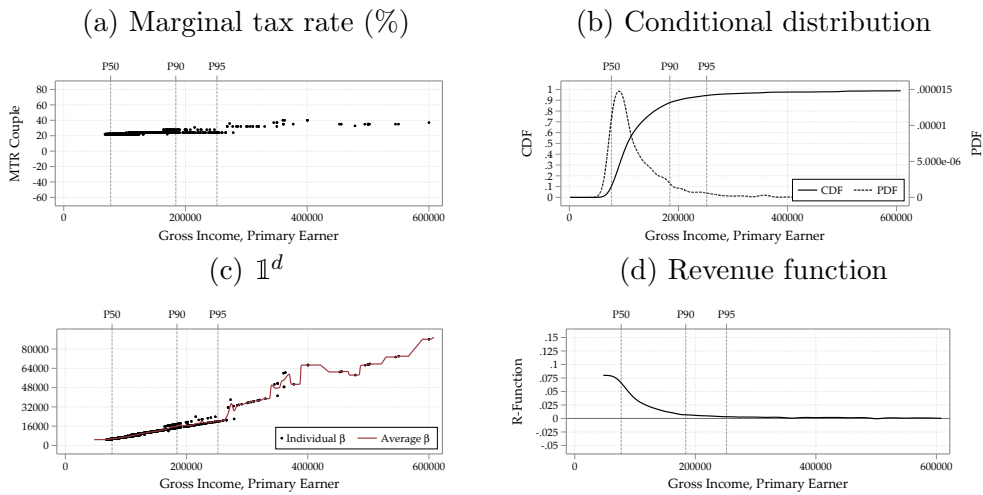 (a) Marginal tax rate (%)
P50 P90 P95
80
60
40
20
0
-20
-40
-60
MTR Couple
0 200000 400000 600000
Gross Income, Primary Earner
(b) Conditional distribution
P50 P90 P95
1
.9
.8
.7
.6
.5
.4
.3
.2
.1
0
CDF
.000015
.00001
5.000e-06
0
PDF
CDF PDF
0 200000 400000 600000
Gross Income, Primary Earner
(c) 𝟙^d
P50 P90 P95
80000
64000
48000
32000
16000
0
Individual β Average β
0 200000 400000 600000
Gross Income, Primary Earner
(d) Revenue function
P50 P90 P95
.15
.125
.1
.075
.05
.025
0
-.025
-.05
R-Function
0 200000 400000 600000
Gross Income, Primary Earner